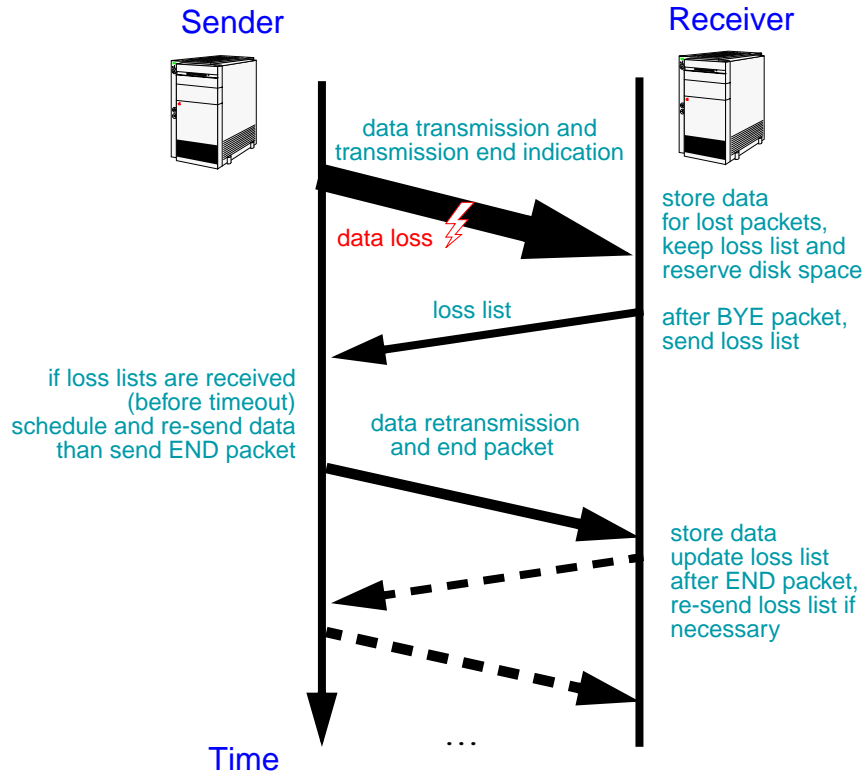 Sender
Receiver
data transmission and
transmission end indication
data loss
store data
for lost packets,
keep loss list and
reserve disk space
loss list
after BYE packet,
send loss list
if loss lists are received
(before timeout)
schedule and re-send data
than send END packet
data retransmission
and end packet
store data
update loss list
after END packet,
re-send loss list if
necessary
Time
...